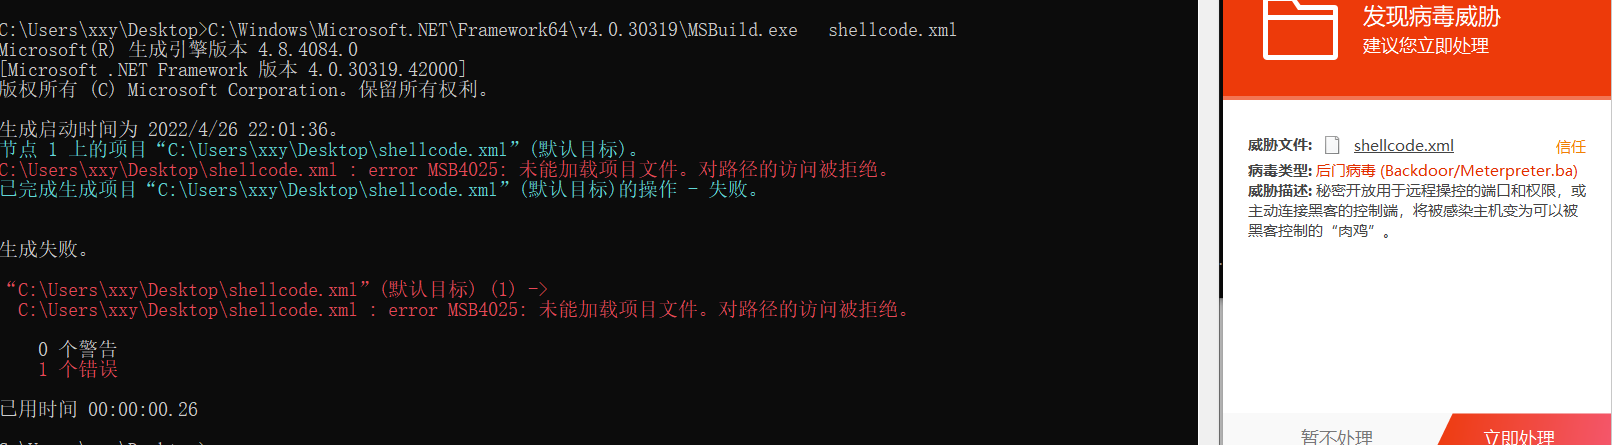 C:\Users\xxy\Desktop>C:\Windows\Microsoft.NET\Framework64\v4.0.30319\MSBuild.exe   shellcode.xml
Microsoft(R) 生成引擎版本 4.8.4084.0
[Microsoft .NET Framework 版本 4.0.30319.42000]
版权所有 (C) Microsoft Corporation。保留所有权利。
生成启动时间为 2022/4/26 22:01:36。
节点 1 上的项目“C:\Users\xxy\Desktop\shellcode.xml”(默认目标)。
C:\Users\xxy\Desktop\shellcode.xml : error MSB4025: 未能加载项目文件。对路径的访问被拒绝。
已完成生成项目“C:\Users\xxy\Desktop\shellcode.xml”(默认目标)的操作 - 失败。
生成失败。
“C:\Users\xxy\Desktop\shellcode.xml”(默认目标) (1) ->
C:\Users\xxy\Desktop\shellcode.xml : error MSB4025: 未能加载项目文件。对路径的访问被拒绝。
0 个警告
1 个错误
已用时间 00:00:00.26
发现病毒威胁
建议您立即处理
威胁文件: shellcode.xml 信任
病毒类型: 后门病毒 (Backdoor/Meterpreter.ba)
威胁描述: 秘密开放用于远程操控的端口和权限，或
主动连接黑客的控制端，将被感染主机变为可以被
黑客控制的“肉鸡”。
暂不处理 立即处理